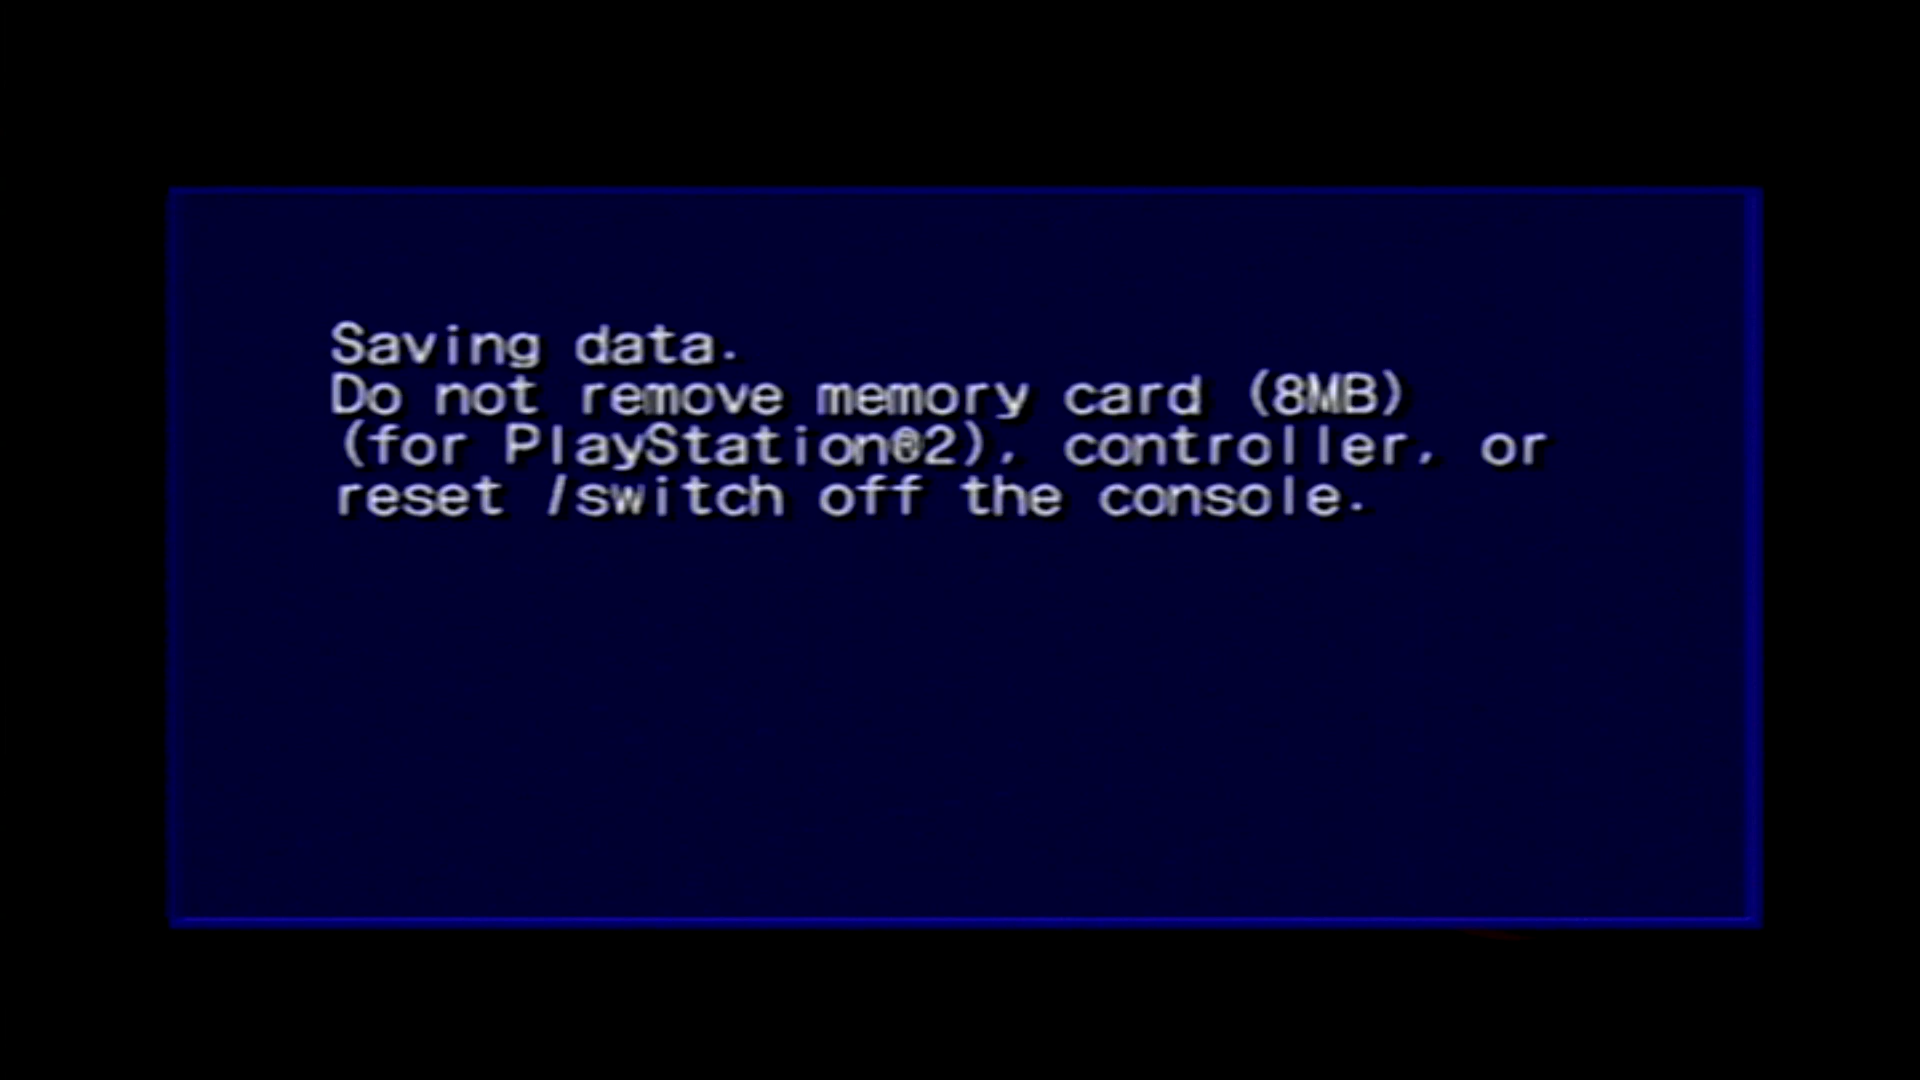 Saving data.
Do not remove memory card (8MB)
(for PlayStation®2), controller, or
reset /switch off the console.